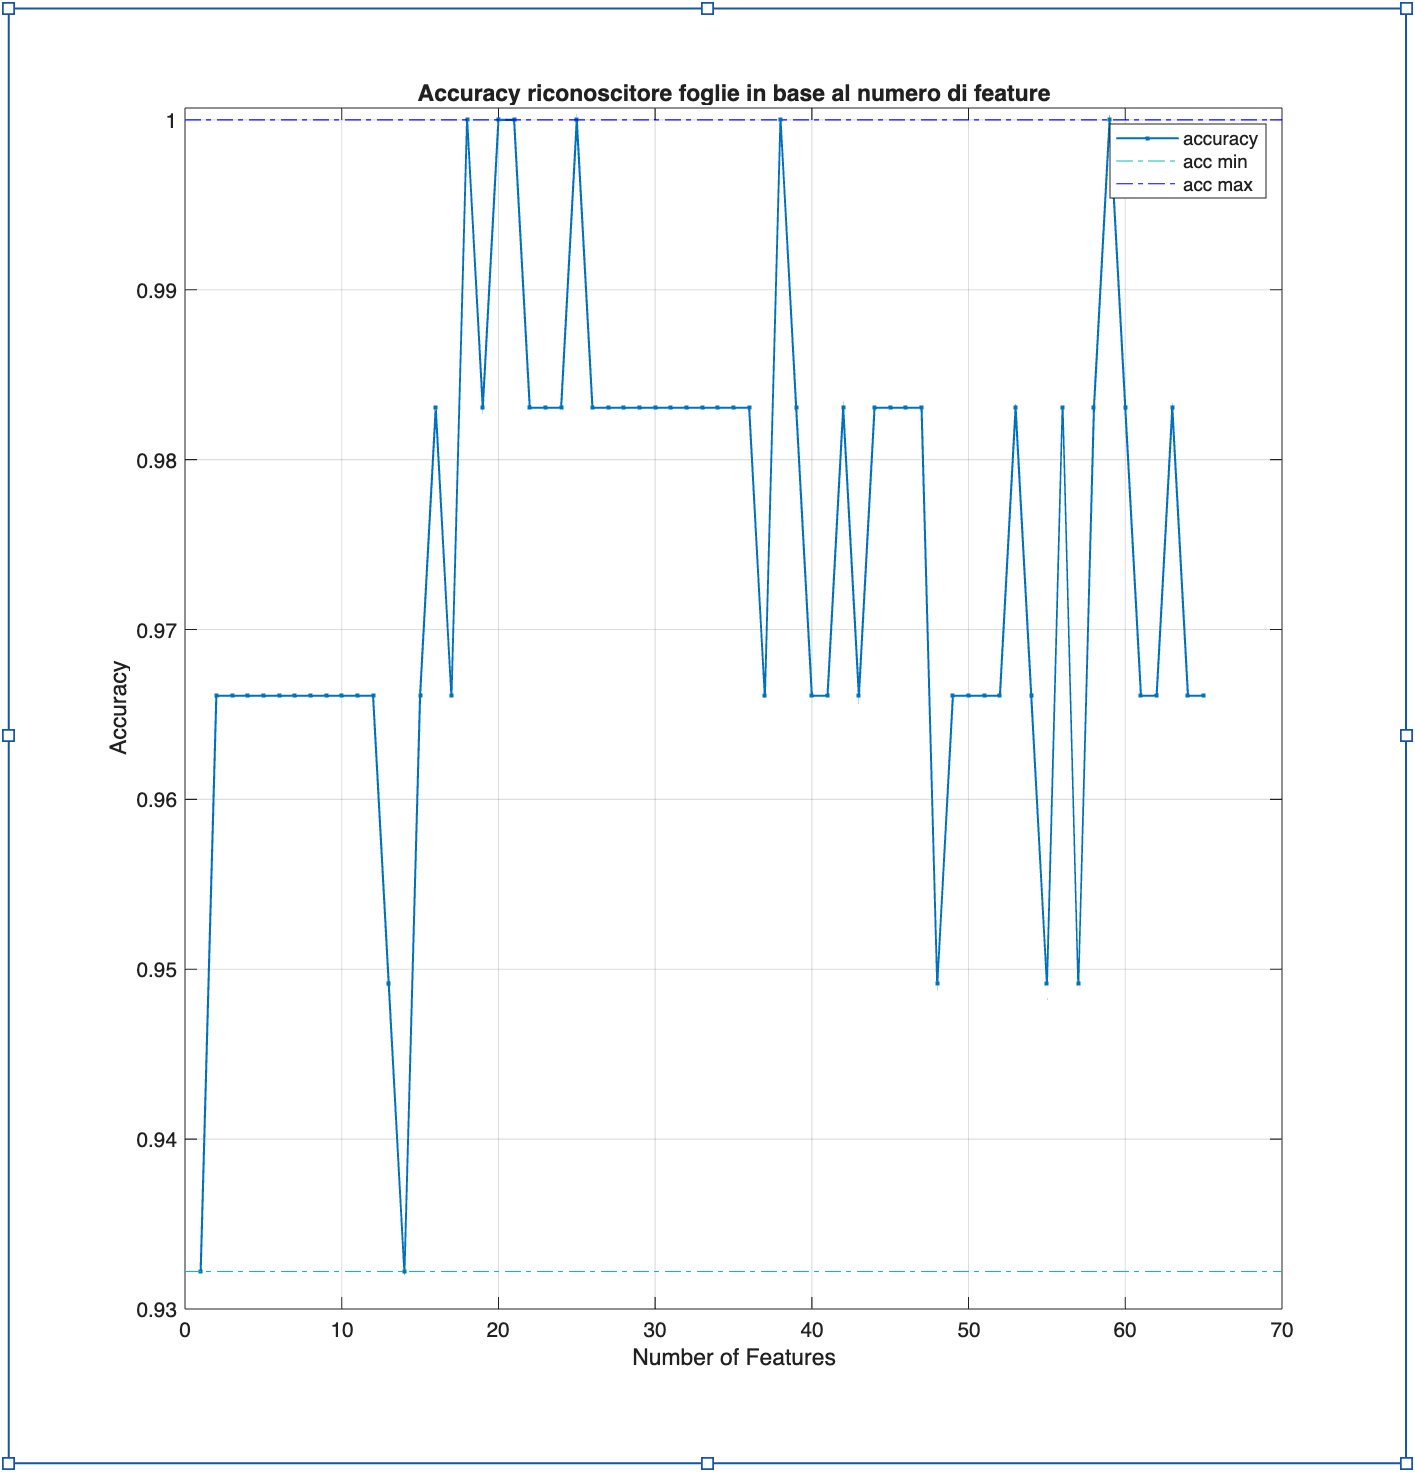 Accuracy riconoscitore foglie in base al numero di feature
1
0.99
0.98
0.97
0.96
0.95
0.94
0.93
Accuracy
accuracy
acc min
acc max
0 10 20 30 40 50 60 70
Number of Features